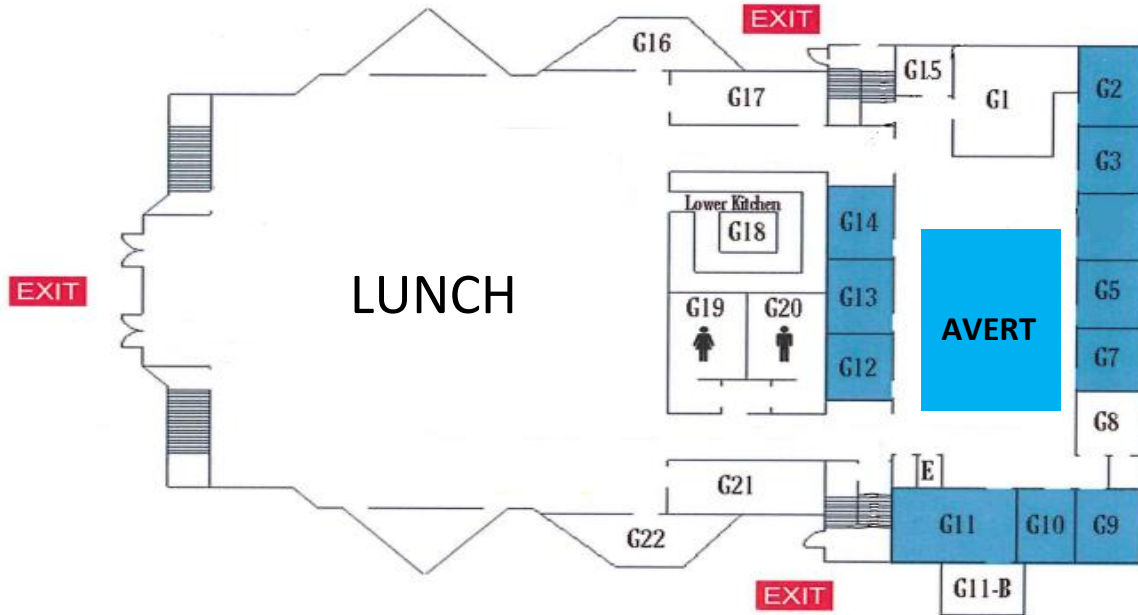 EXIT
G16
G15
G1
G2
G17
G3
Lower Kitchen
G18
G14
EXIT
LUNCH
G19
G20
G13
G5
AVERT
G12
G7
G8
E
G21
G22
G11
G10
G9
G11-B
EXIT